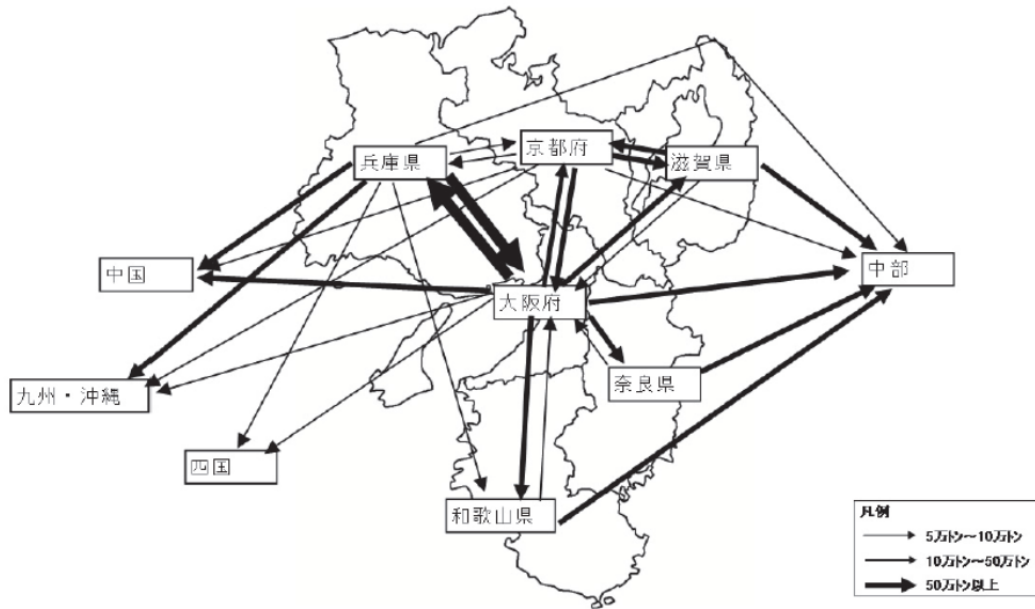 京都府
兵庫県
滋賀県
中国
中部
大阪府
九州・沖縄
奈良県
四国
和歌山県
凡例
5万トン～10万トン
10万トン～50万トン
50万トン以上